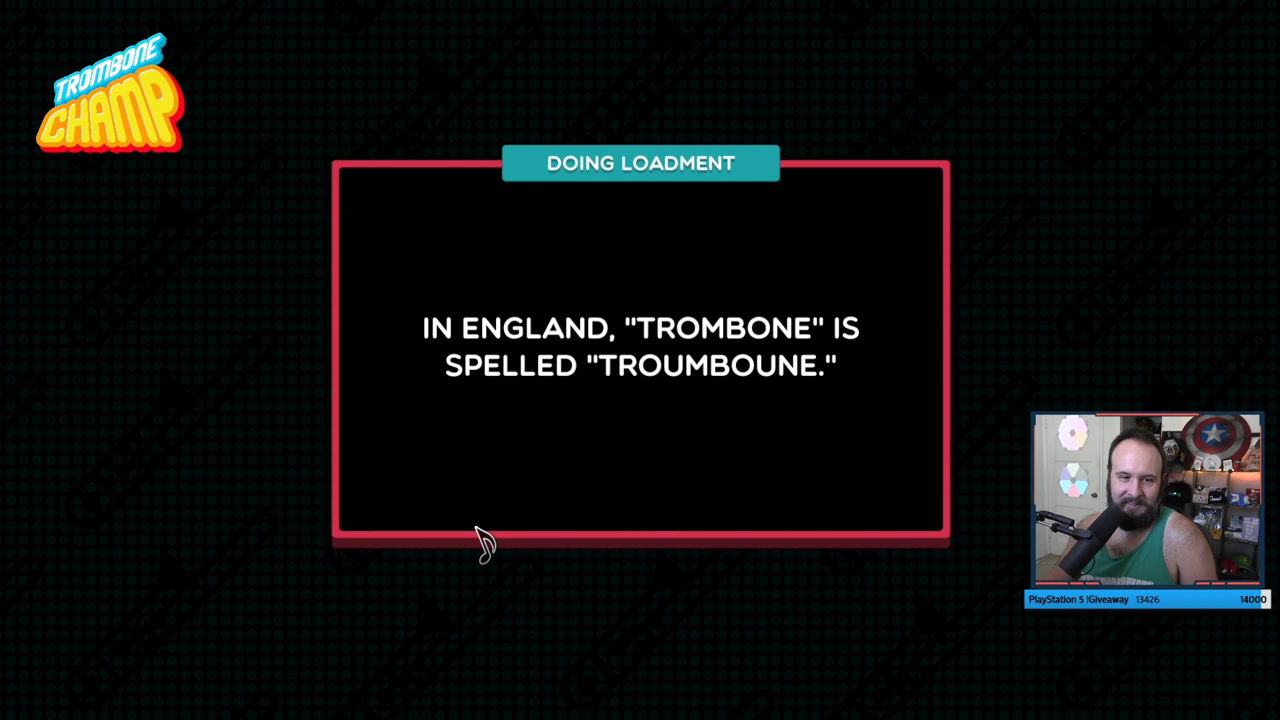 TROMBONE
CHAMP
DOING LOADMENT
IN ENGLAND, "TROMBONE" IS
SPELLED "TROUMBOUNE."
PlayStation 5 !Giveaway 13426 14000